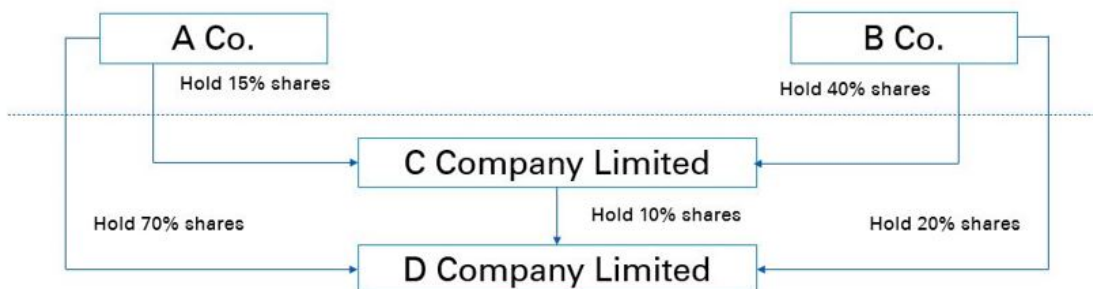 A Co.
B Co.
Hold 15% shares
Hold 40% shares
C Company Limited
Hold 10% shares
Hold 70% shares
Hold 20% shares
D Company Limited